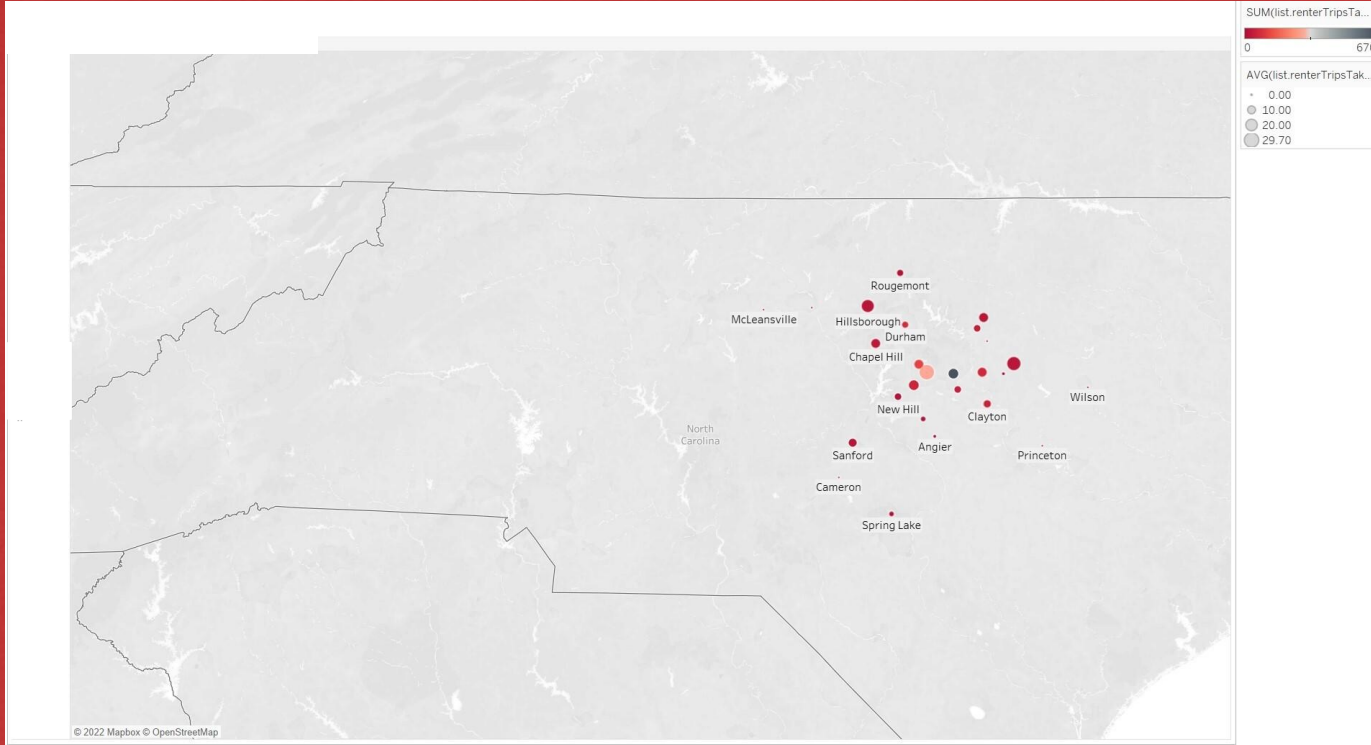 SUM(list.renterTripsTa...
0
AVG(list.renterTripsTak...
0.00
10.00
20.00
29.70
Rougemont
McLeansville
Hillsborough
Durham
Chapel Hill
Wilson
New Hill
Clayton
North
Carolina
Angier
Sanford
Princeton
Cameron
Spring Lake
© 2022 Mapbox © OpenStreetMap